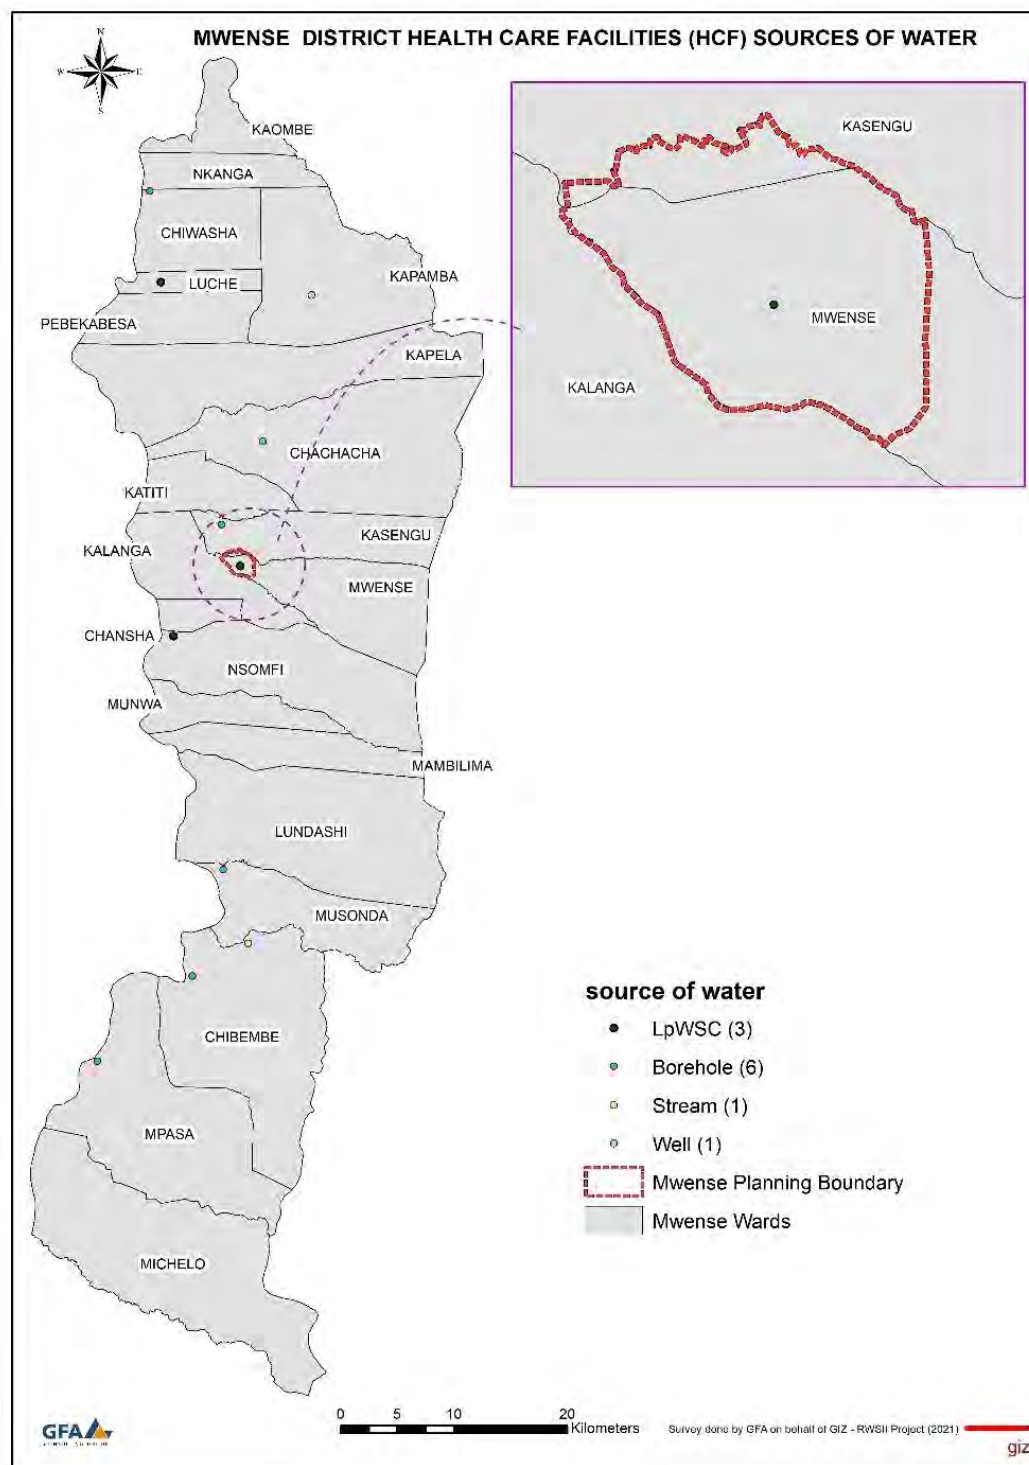 MWENSE DISTRICT HEALTH CARE FACILITIES (HCF) SOURCES OF WATER
N
W
E
S
KAOMBE
NKANGA
CHIWASHA
LUCHE
KAPAMBA
PEBEKABESA
KAPELA
CHACHACHA
KATITI
KASENGU
KALANGA
MWENSE
CHANSHA
NSOMFI
MUNWA
MAMBILIMA
LUNDASHI
MUSONDA
CHIBEMBE
MPASA
MICHELO
KASENGU
MWENSE
KALANGA
source of water
LpWSC (3)
Borehole (6)
Stream (1)
Well (1)
Mwense Planning Boundary
Mwense Wards
GFA
0 5 10 20
Kilometers
Survey done by GFA on behalf of GIZ - RWSII Project (2021)
giz